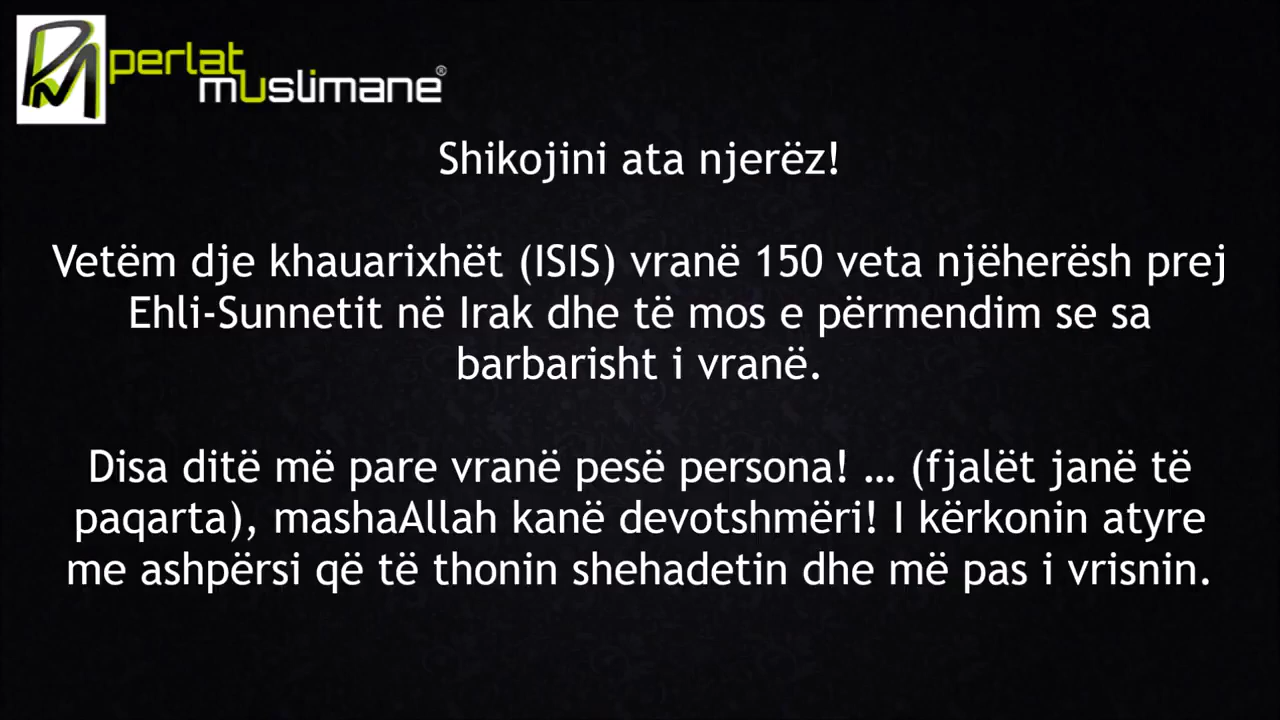 perlat
muslimane®
Shikojini ata njerëz!
Vetëm dje khauarixhët (ISIS) vranë 150 veta njëherësh prej
Ehli-Sunnetit në Irak dhe të mos e përmendim se sa
barbarisht i vranë.
Disa ditë më pare vranë pesë persona! ... (fjalët janë të
paqarta), mashaAllah kanë devotshmëri! I kërkonin atyre
me ashpërsi që të thonin shehadetin dhe më pas i vrisnin.